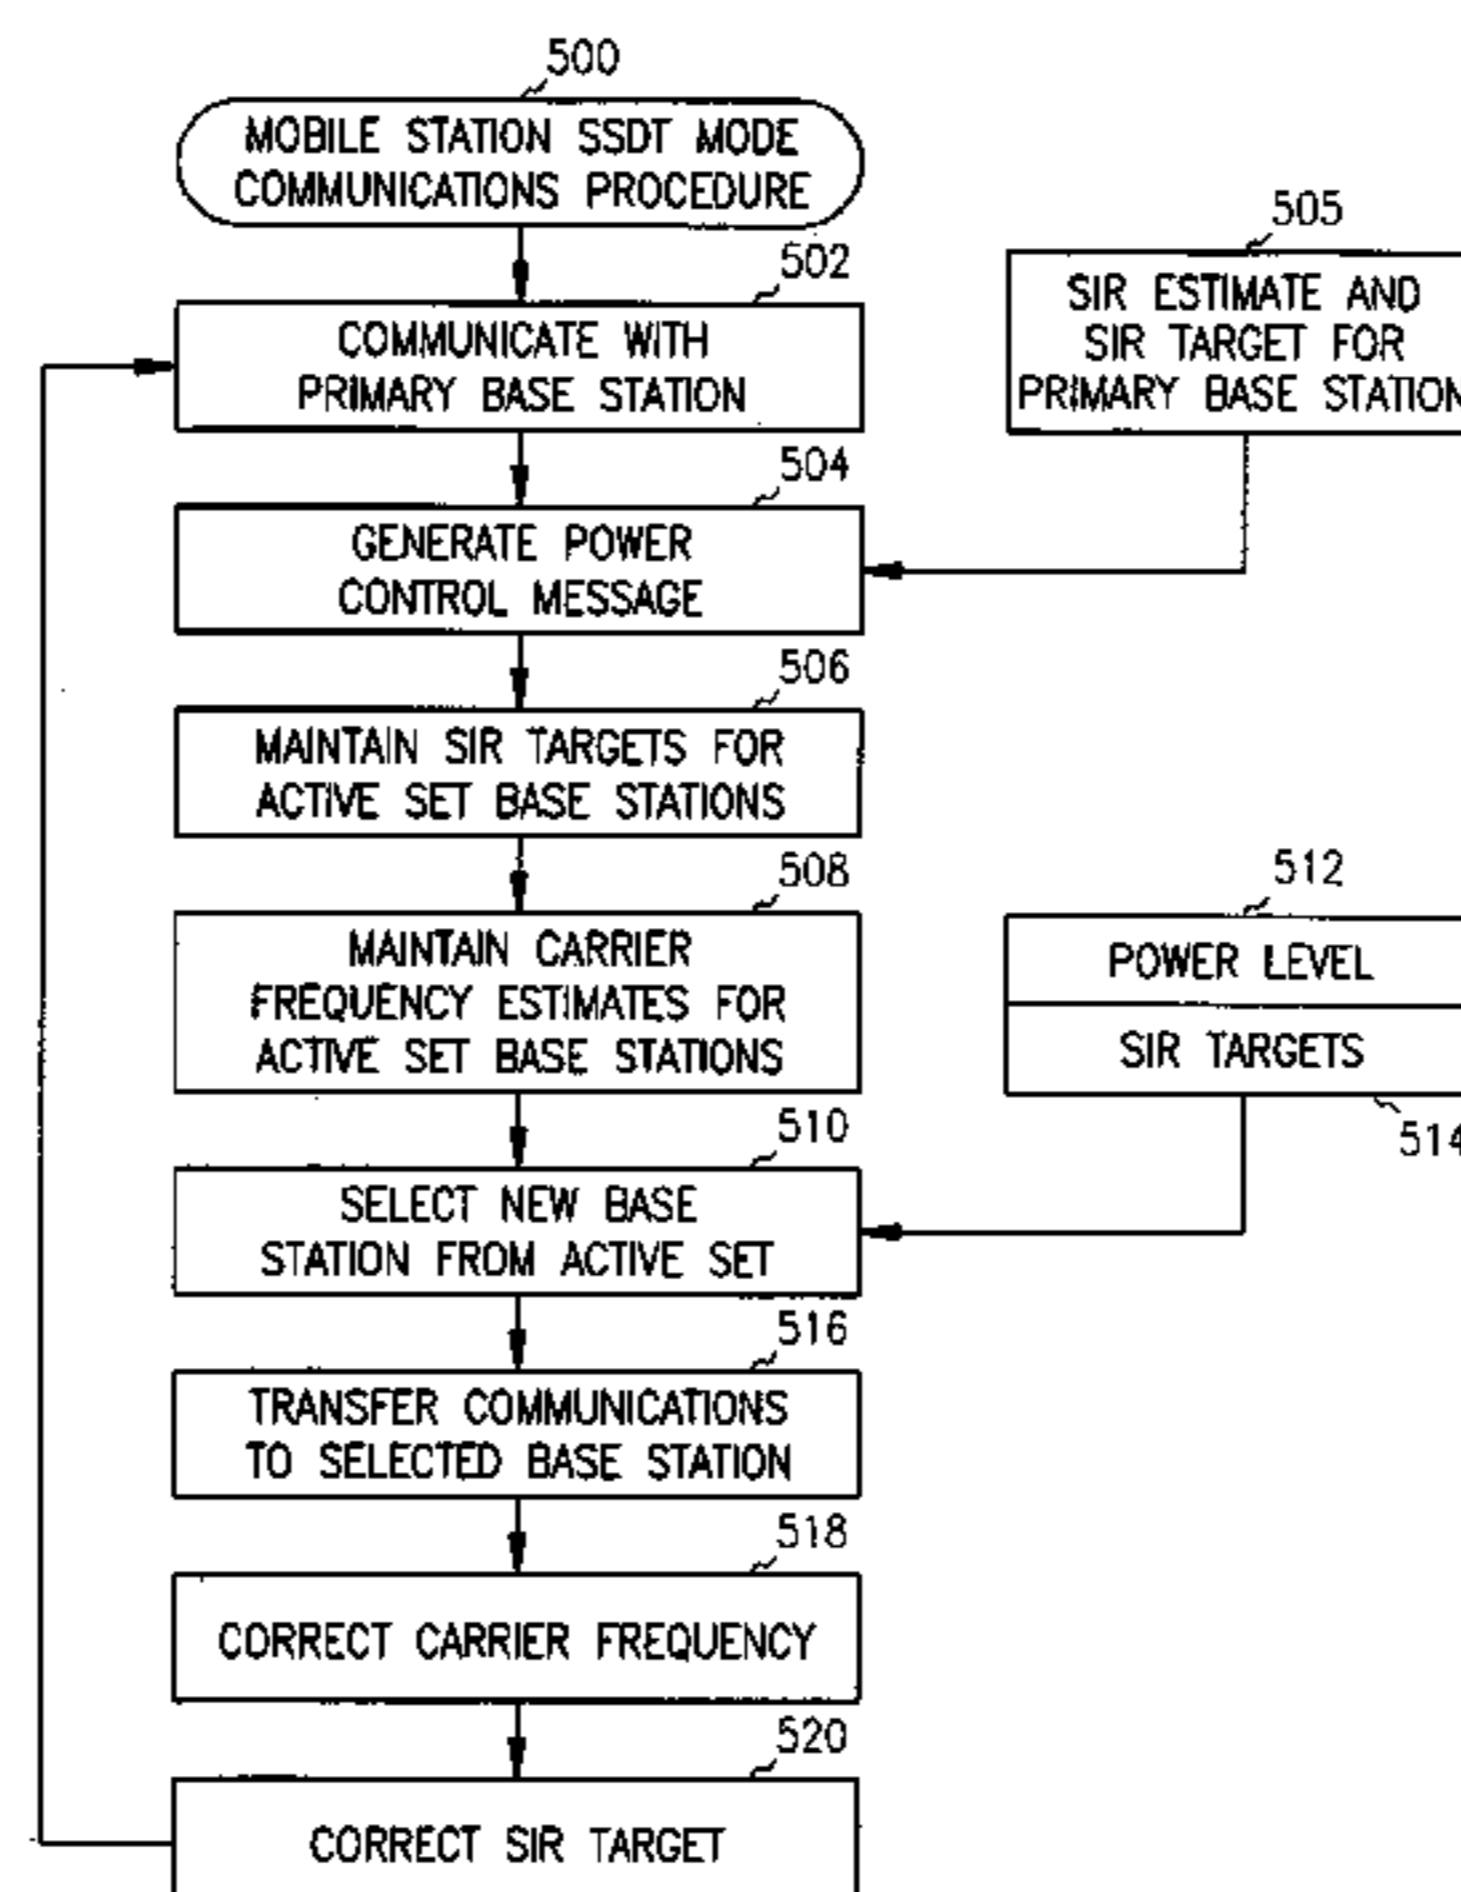 500
MOBILE STATION SSDT MODE
COMMUNICATIONS PROCEDURE
502
COMMUNICATE WITH
PRIMARY BASE STATION
505
SIR ESTIMATE AND
SIR TARGET FOR
PRIMARY BASE STATION
504
GENERATE POWER
CONTROL MESSAGE
506
MAINTAIN SIR TARGETS FOR
ACTIVE SET BASE STATIONS
508
MAINTAIN CARRIER
FREQUENCY ESTIMATES FOR
ACTIVE SET BASE STATIONS
512
POWER LEVEL
SIR TARGETS
514
510
SELECT NEW BASE
STATION FROM ACTIVE SET
516
TRANSFER COMMUNICATIONS
TO SELECTED BASE STATION
518
CORRECT CARRIER FREQUENCY
520
CORRECT SIR TARGET